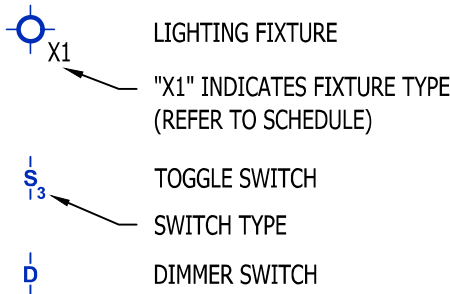 LIGHTING FIXTURE
X1
"X1" INDICATES FIXTURE TYPE
(REFER TO SCHEDULE)
S3 TOGGLE SWITCH
SWITCH TYPE
D DIMMER SWITCH